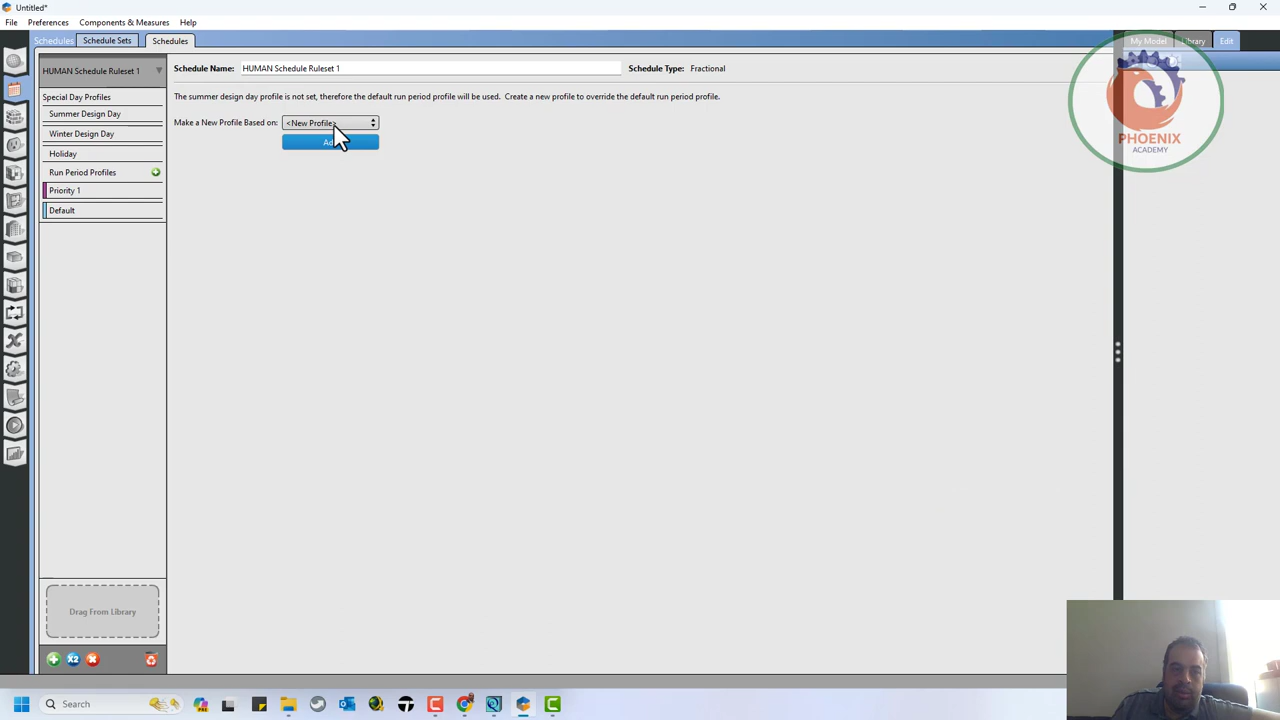 Untitled*
File Preferences Components & Measures Help
Schedules Schedule Sets Schedules My Model Library Edit
HUMAN Schedule Ruleset 1
Schedule Name: HUMAN Schedule Ruleset 1 Schedule Type: Fractional
Special Day Profiles
The summer design day profile is not set, therefore the default run period profile will be used. Create a new profile to override the default run period profile.
Summer Design Day
Make a New Profile Based on: <New Profile>
Winter Design Day
Holiday
Run Period Profiles
Priority 1
Default
PHOENIX
ACADEMY
Drag From Library
X2
Search